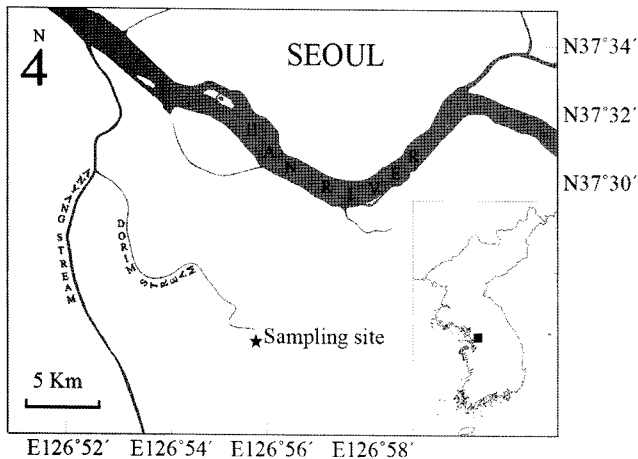 N
4
SEOUL
N37°34´
N37°32´
N37°30´
HAN RIVER
ANYANG STREAM
DORIM STREAM
Sampling site
5 Km
E126°52´ E126°54´ E126°56´ E126°58´